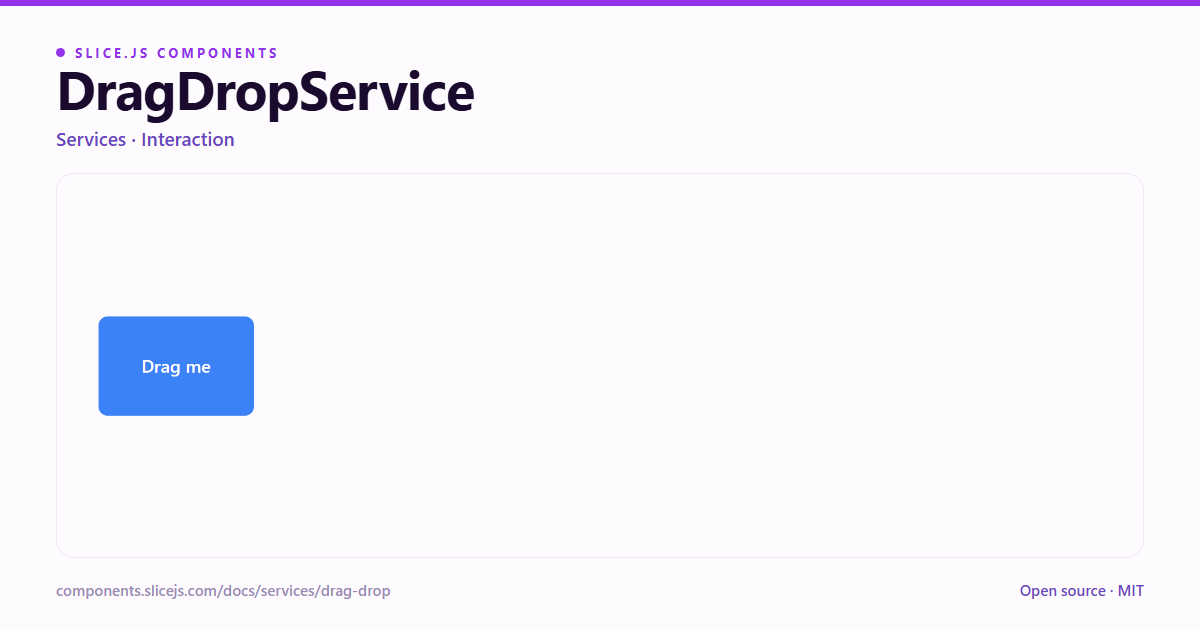 SLICE.JS COMPONENTS
DragDropService
Services · Interaction
Drag me
components.slicejs.com/docs/services/drag-drop
Open source · MIT